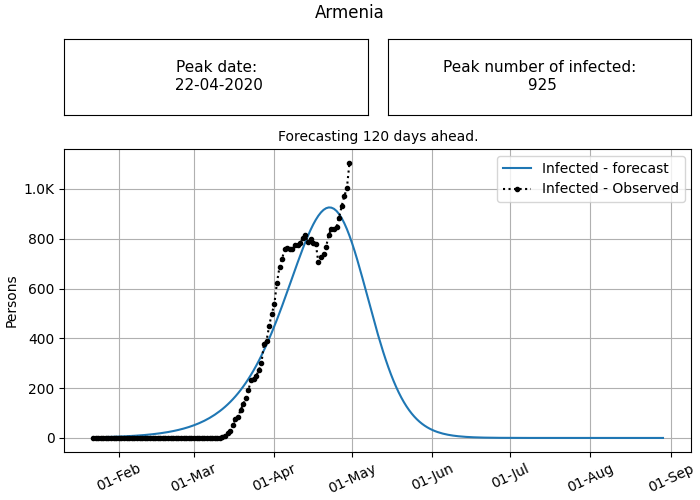 Armenia
Peak date:
22-04-2020
Peak number of infected:
925
Forecasting 120 days ahead.
Infected - forecast
Infected - Observed
Persons
1.0K
800
600
400
200
0
01-Feb
01-Mar
01-Apr
01-May
01-Jun
01-Jul
01-Aug
01-Sep